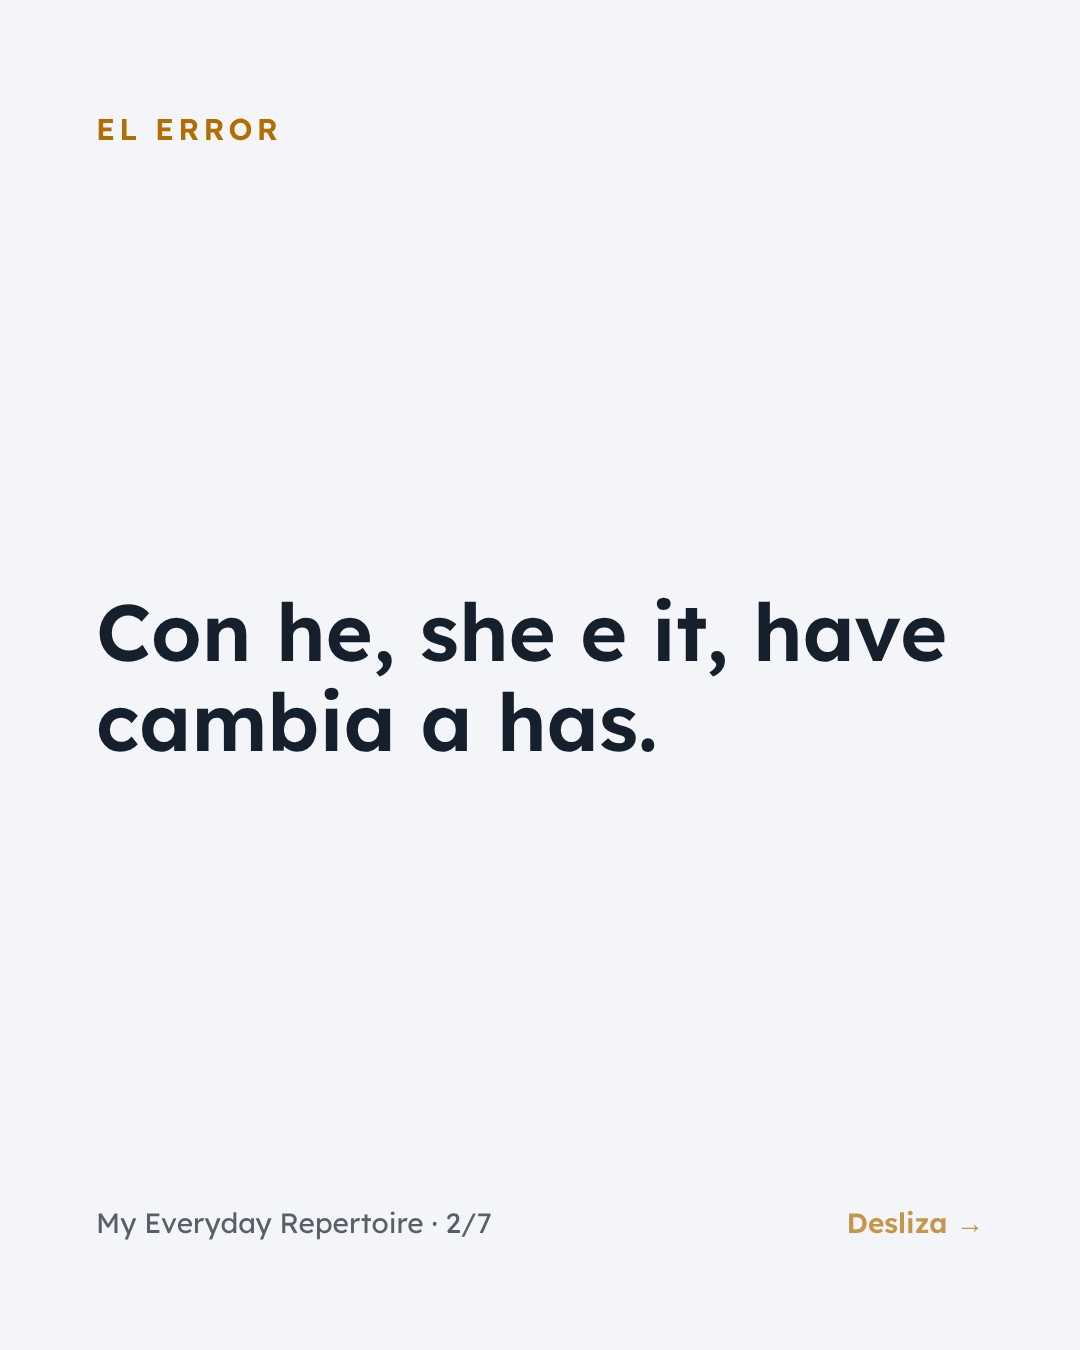 EL ERROR
Con he, she e it, have
cambia a has.
My Everyday Repertoire · 2/7
Desliza →